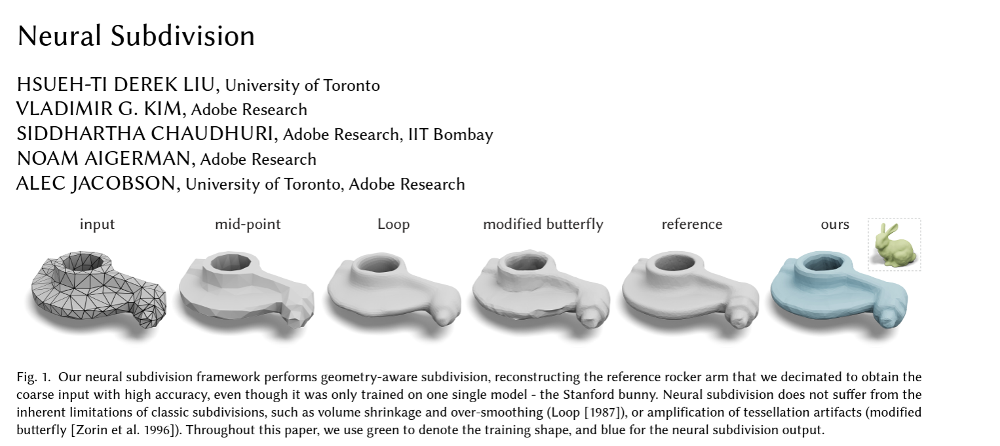 Neural Subdivision
HSUEH-TI DEREK LIU, University of Toronto
VLADIMIR G. KIM, Adobe Research
SIDDHARTHA CHAUDHURI, Adobe Research, IIT Bombay
NOAM AIGERMAN, Adobe Research
ALEC JACOBSON, University of Toronto, Adobe Research
input mid-point Loop modified butterfly reference ours
Fig. 1. Our neural subdivision framework performs geometry-aware subdivision, reconstructing the reference rocker arm that we decimated to obtain the
coarse input with high accuracy, even though it was only trained on one single model - the Stanford bunny. Neural subdivision does not suffer from the
inherent limitations of classic subdivisions, such as volume shrinkage and over-smoothing (Loop [1987]), or amplification of tessellation artifacts (modified
butterfly [Zorin et al. 1996]). Throughout this paper, we use green to denote the training shape, and blue for the neural subdivision output.